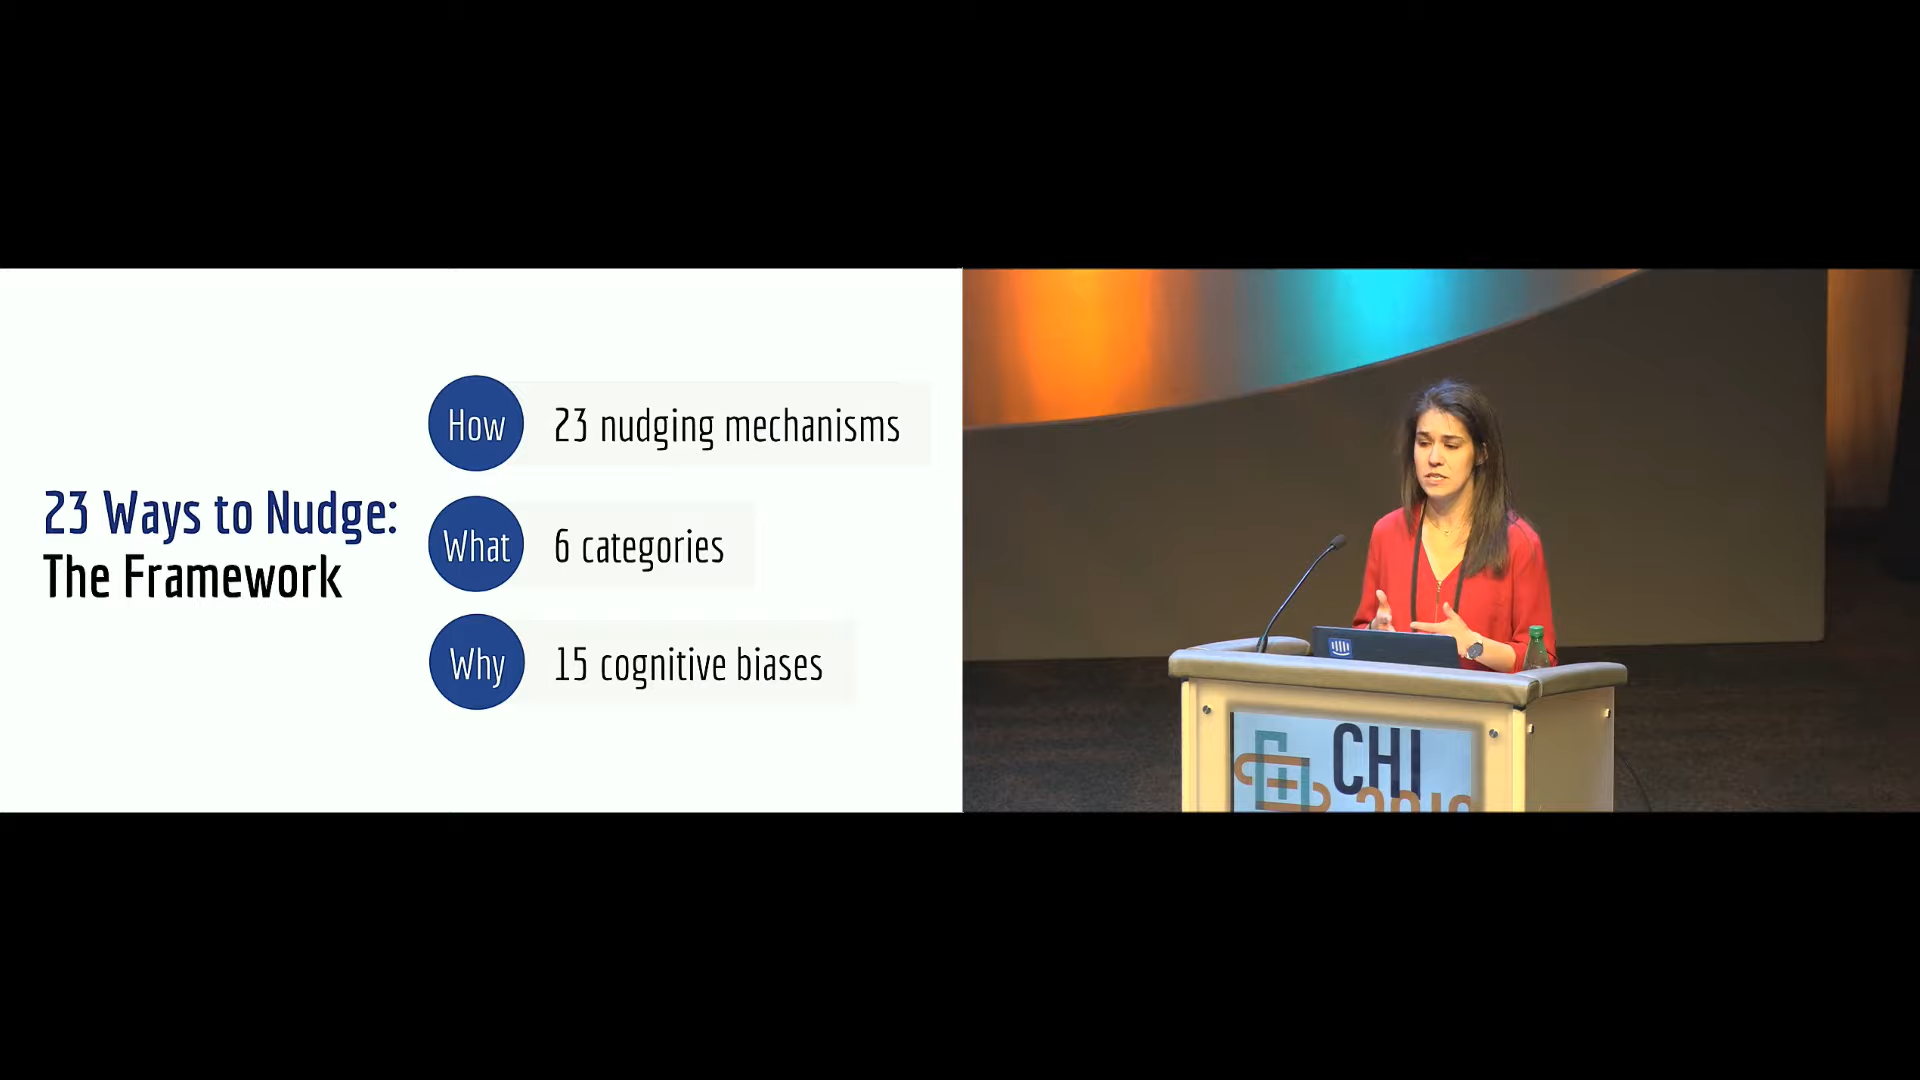 23 Ways to Nudge:
The Framework
How
23 nudging mechanisms
What
6 categories
Why
15 cognitive biases
CHI